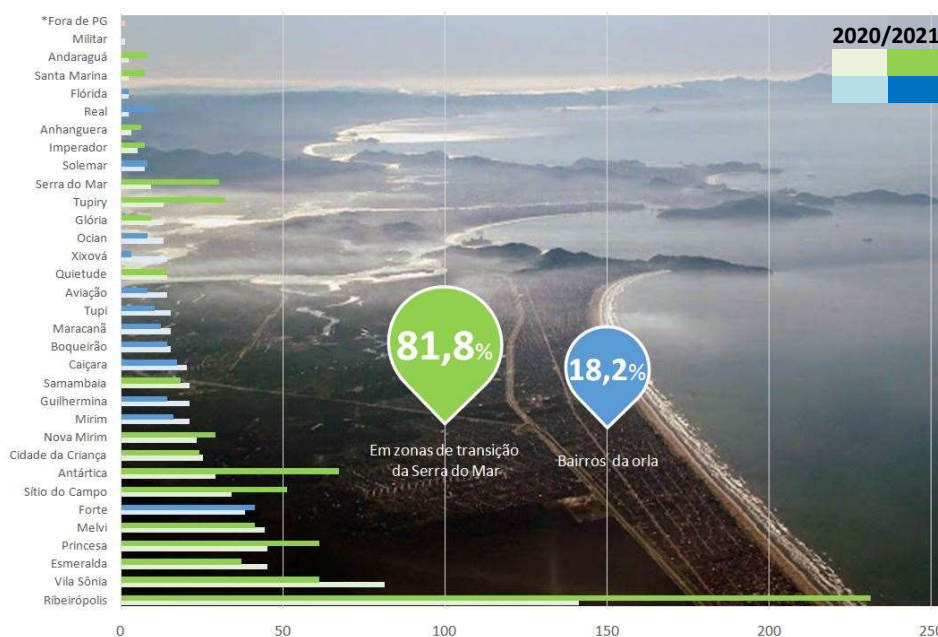 *Fora de PG
Militar
Andaraguá
Santa Marina
Flórida
Real
Anhanguera
Imperador
Solemar
Serra do Mar
Tupiry
Glória
Ocian
Xixová
Quietude
Aviação
Tupi
Maracanã
Boqueirão
Caiçara
Samambaia
Guilhermina
Mirim
Nova Mirim
Cidade da Criança
Antártica
Sítio do Campo
Forte
Melvi
Princesa
Esmeralda
Vila Sônia
Ribeirópolis
0 50 100 150 200 250
2020/2021
81,8%
Em zonas de transição
da Serra do Mar
18,2%
Bairros da orla